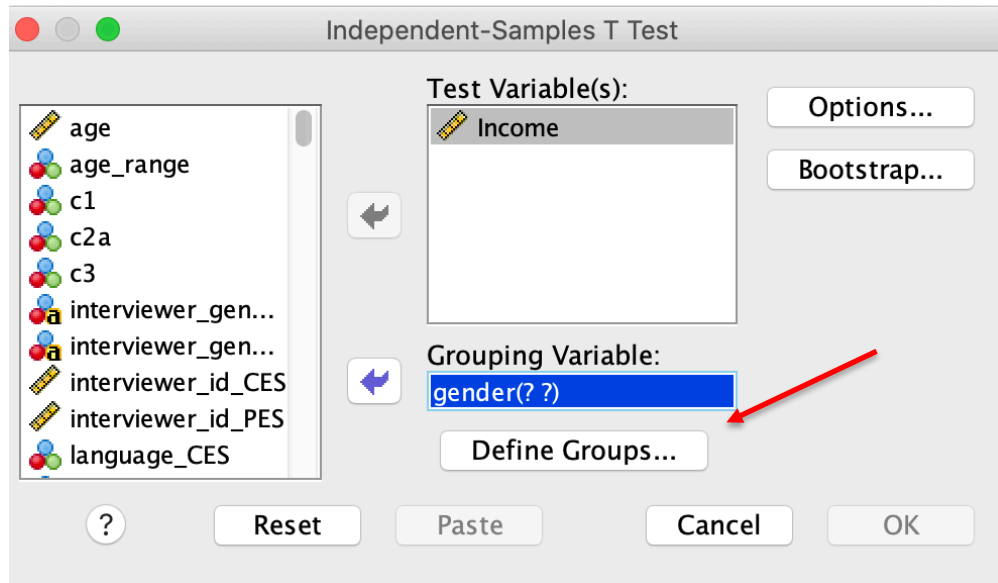 Independent-Samples T Test
age
age_range
c1
c2a
c3
interviewer_gen...
interviewer_gen...
interviewer_id_CES
interviewer_id_PES
language_CES
Test Variable(s):
Income
Grouping Variable:
gender(? ?)
Define Groups...
Options...
Bootstrap...
?
Reset
Paste
Cancel
OK